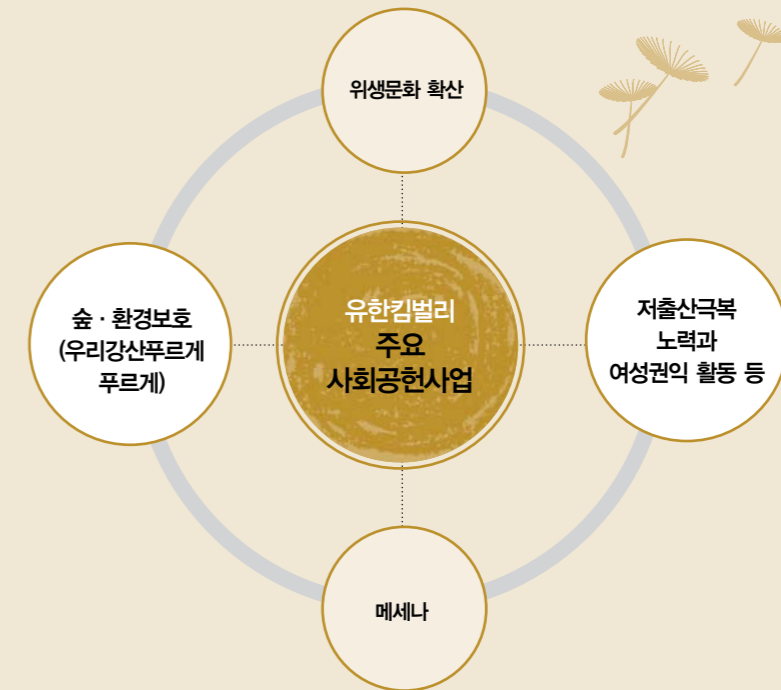 위생문화 확산
숲 · 환경보호
(우리강산푸르게
푸르게)
유한킴벌리
주요
사회공헌사업
저출산극복
노력과
여성권익 활동 등
메세나